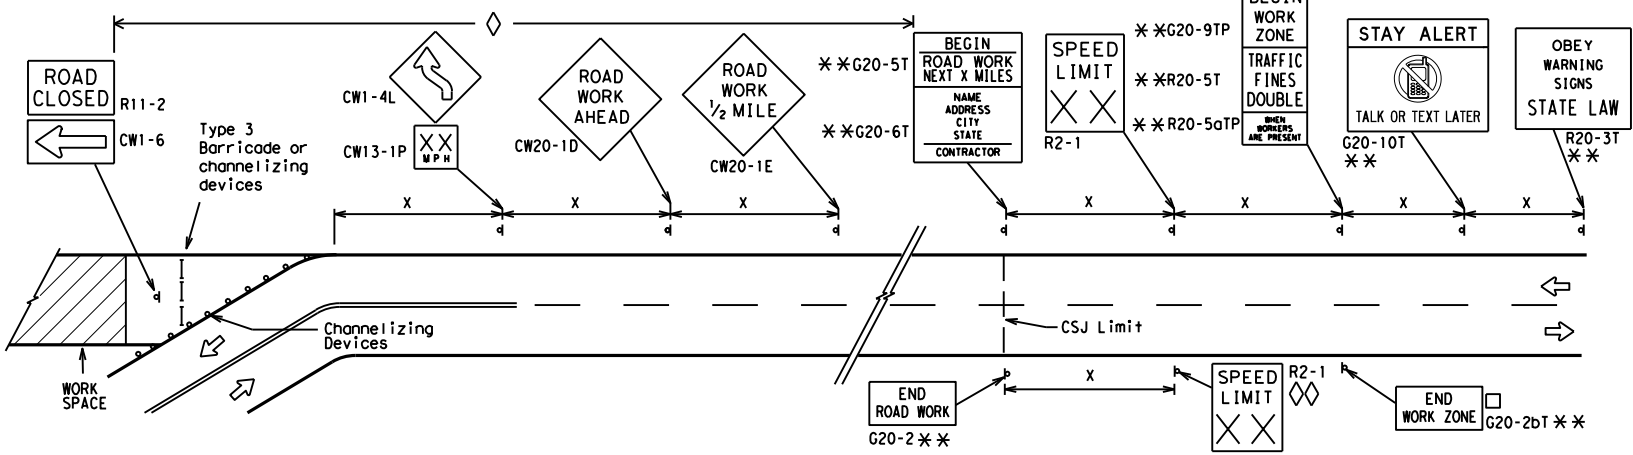 ROAD
CLOSED
R11-2
CW1-6
Type 3
Barricade or
channelizing
devices
CW1-4L
CW13-1P
XX
MPH
ROAD
WORK
AHEAD
CW20-1D
ROAD
WORK
1/2 MILE
CW20-1E
**G20-5T
**G20-6T
BEGIN
ROAD WORK
NEXT X MILES
NAME
ADDRESS
CITY
STATE
CONTRACTOR
SPEED
LIMIT
XX
R2-1
**G20-9TP
**R20-5T
**R20-5aTP
BEGIN
WORK
ZONE
TRAFFIC
FINES
DOUBLE
WHEN
WORKERS
ARE PRESENT
STAY ALERT
TALK OR TEXT LATER
G20-10T
**
OBEY
WARNING
SIGNS
STATE LAW
R20-3T
**
X
X
X
X
X
X
X
Channelizing
Devices
CSJ Limit
WORK
SPACE
END
ROAD WORK
G20-2**
X
SPEED
LIMIT
XX
R2-1
END
WORK ZONE
G20-2bT**